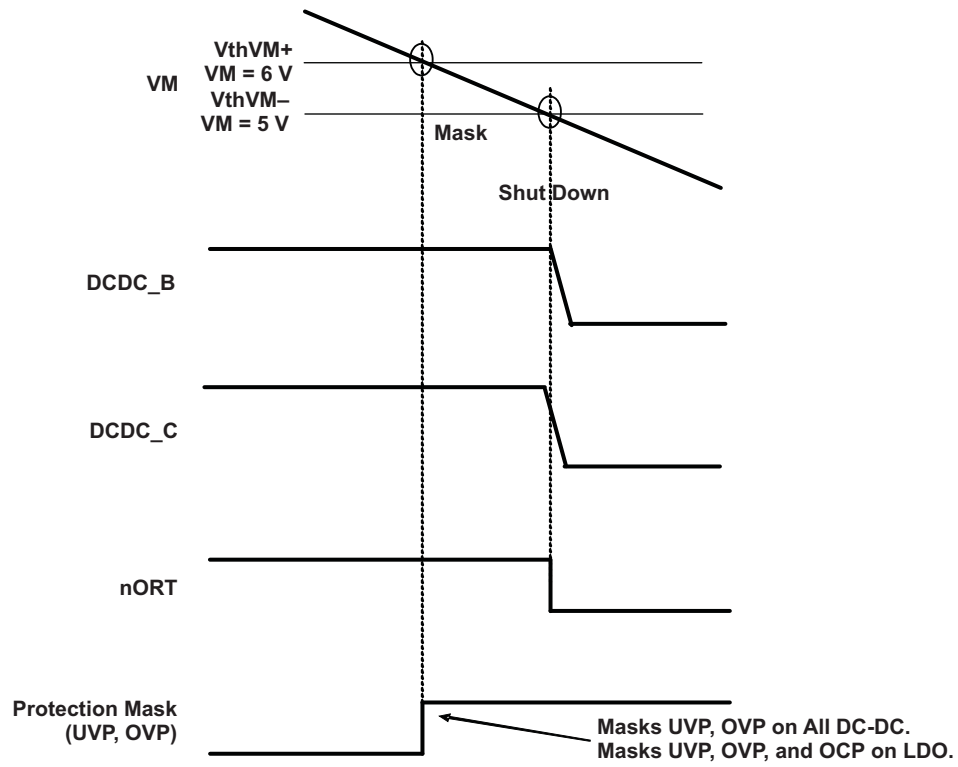 VthVM+
VM = 6 V
VM
VthVM–
VM = 5 V
Mask
Shut Down
DCDC_B
DCDC_C
nORT
Protection Mask
(UVP, OVP)
Masks UVP, OVP on All DC-DC.
Masks UVP, OVP, and OCP on LDO.